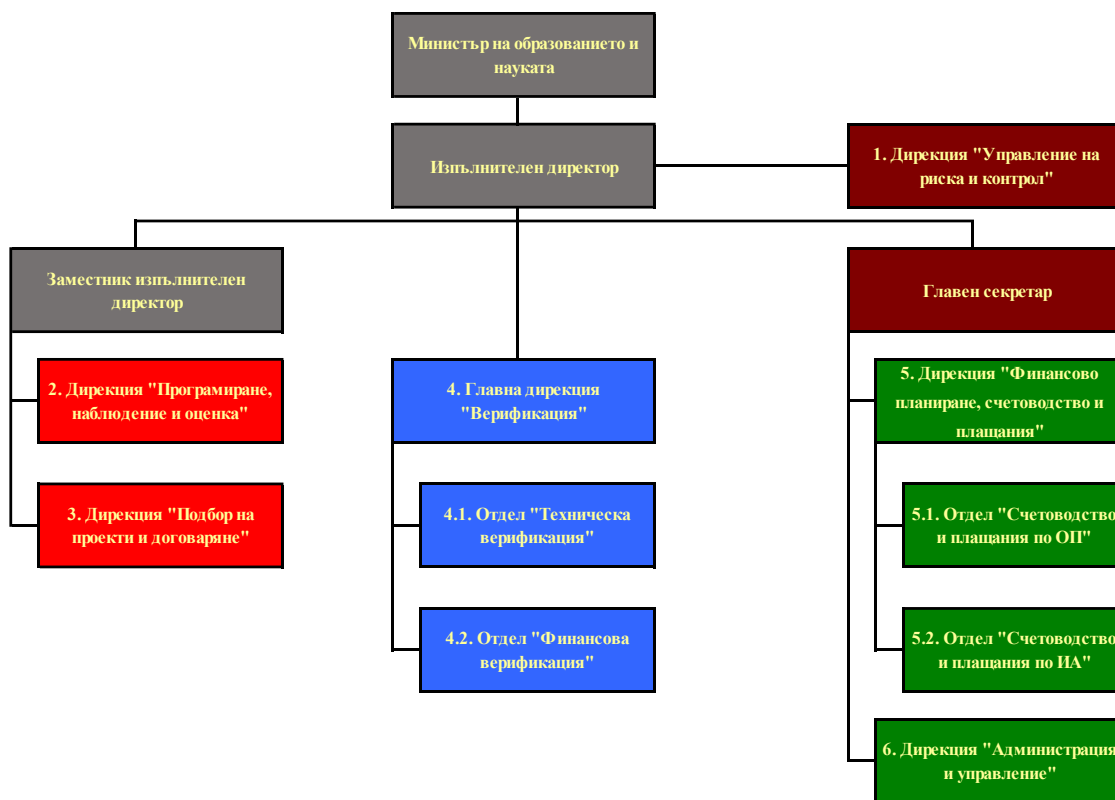 Министър на образованието и
науката
Изпълнителен директор
1. Дирекция "Управление на
риска и контрол"
Заместник изпълнителен
директор
Главен секретар
2. Дирекция "Програмиране,
наблюдение и оценка"
4. Главна дирекция
"Верификация"
5. Дирекция "Финансово
планиране, счетоводство и
плащания"
3. Дирекция "Подбор на
проекти и договаряне"
4.1. Отдел "Техническа
верификация"
5.1. Отдел "Счетоводство
и плащания по ОП"
4.2. Отдел "Финансова
верификация"
5.2. Отдел "Счетоводство
и плащания по ИА"
6. Дирекция "Администрация
и управление"